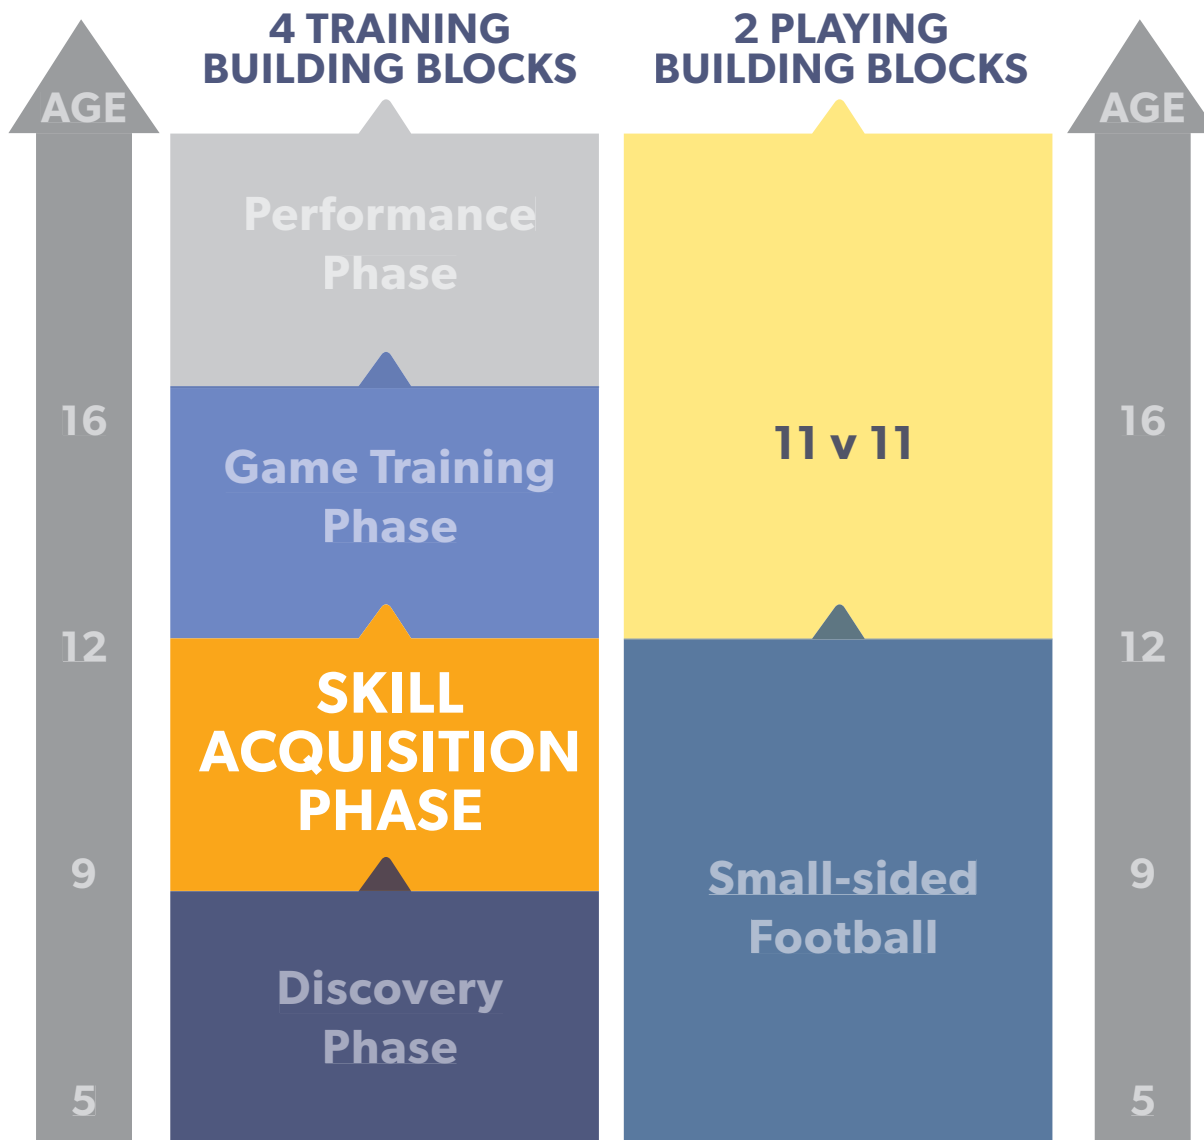 4 TRAINING
BUILDING BLOCKS
2 PLAYING
BUILDING BLOCKS
AGE
16
12
9
5
Performance
Phase
Game Training
Phase
SKILL
ACQUISITION
PHASE
Discovery
Phase
11 v 11
Small-sided
Football
AGE
16
12
9
5